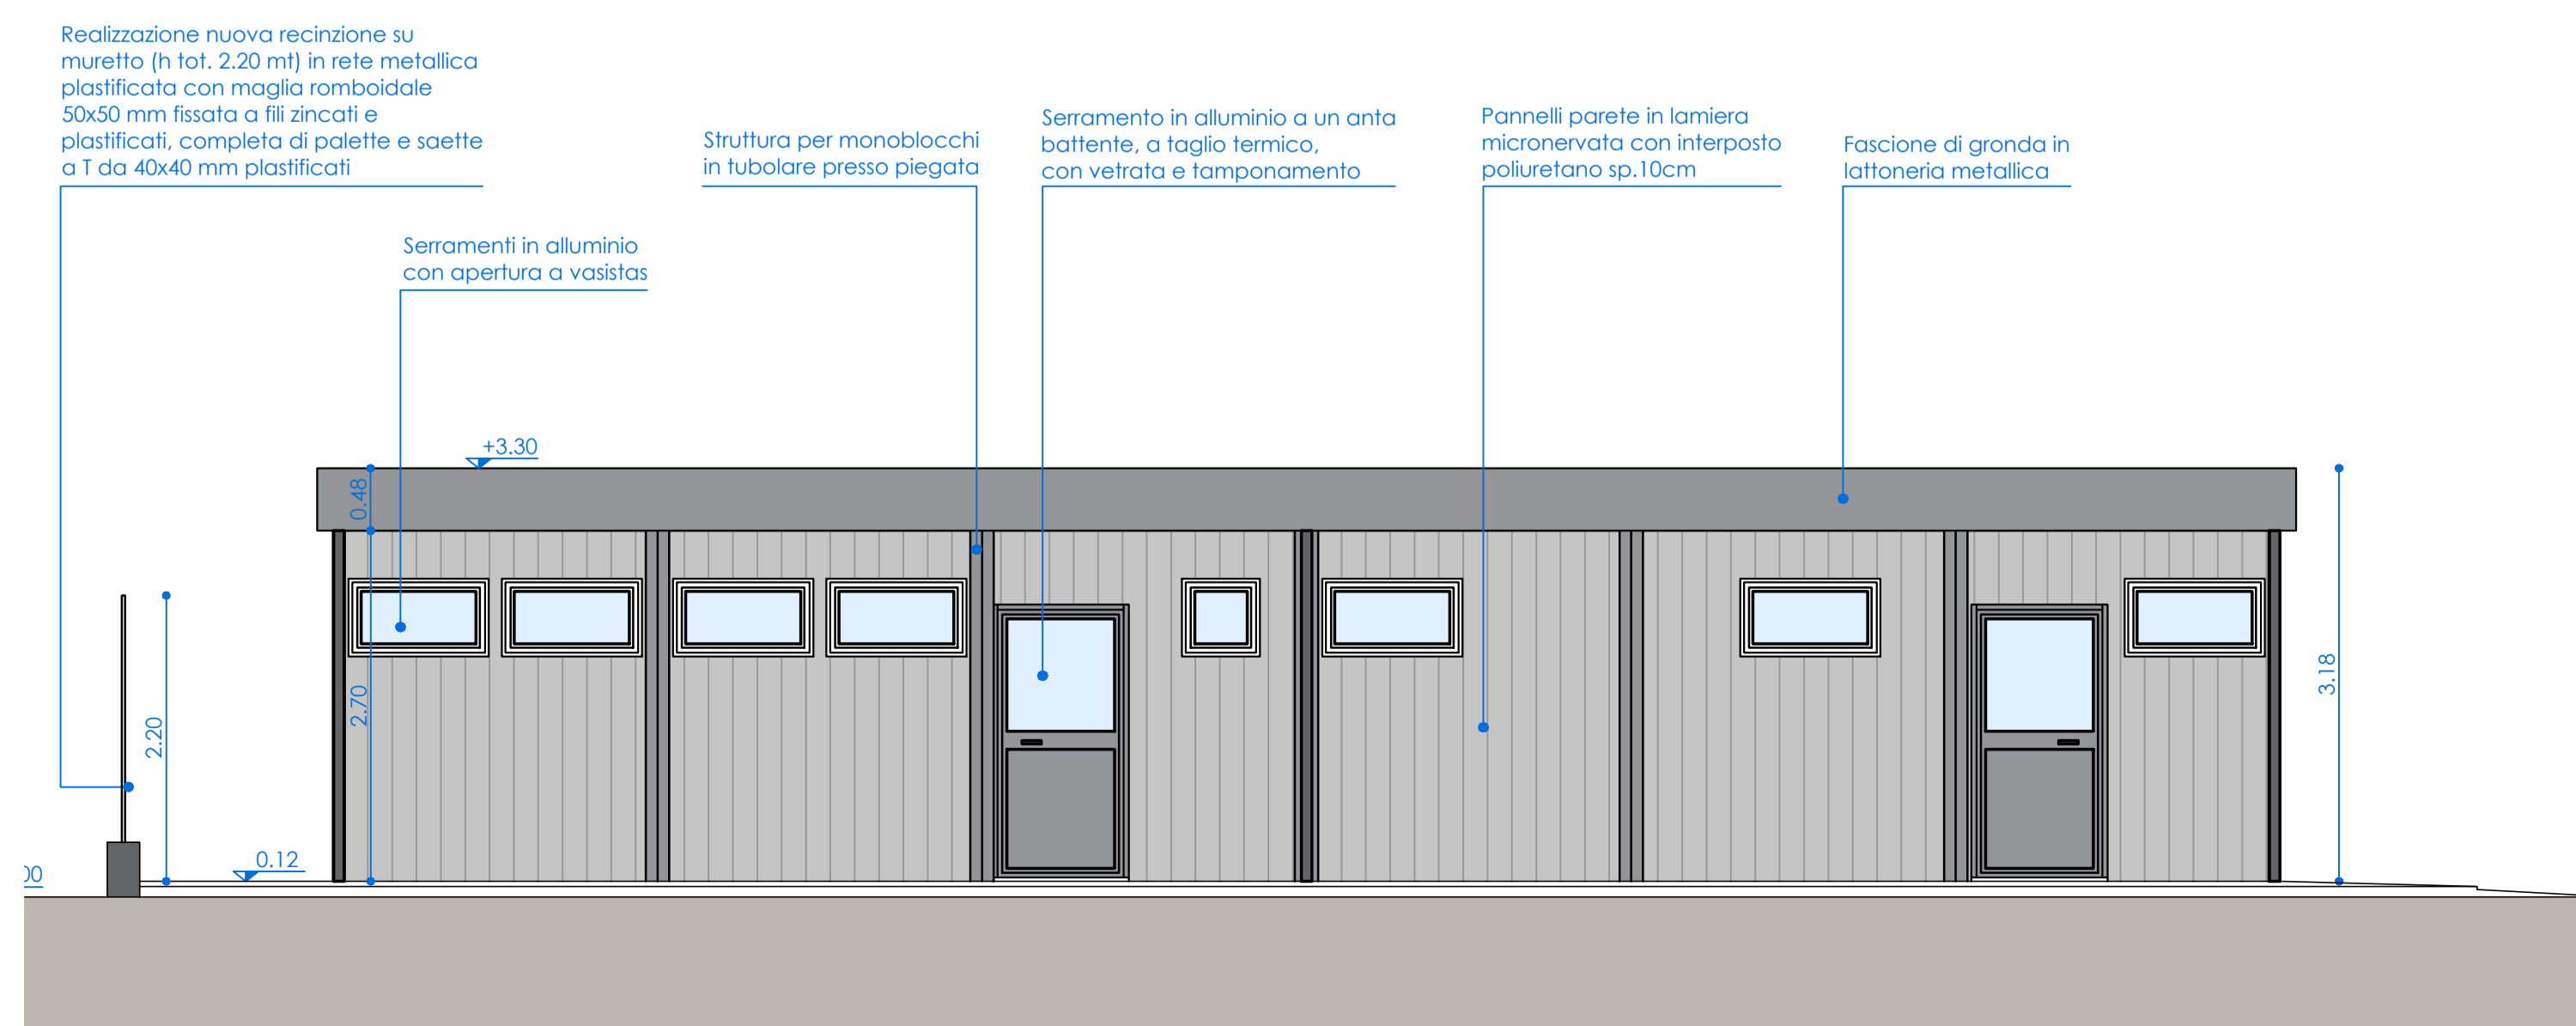 Realizzazione nuova recinzione su
muretto (h tot. 2.20 mt) in rete metallica
plastificata con maglia romboidale
50x50 mm fissata a fili zincati e
plastificati, completa di palette e saette
a T da 40x40 mm plastificati
Serramenti in alluminio
con apertura a vasistas
Struttura per monoblocchi
in tubolare presso piegata
Serramento in alluminio a un anta
battente, a taglio termico,
con vetrata e tamponamento
Pannelli parete in lamiera
micronervata con interposto
poliuretano sp.10cm
Fascione di gronda in
lattoneria metallica
+3.30
0.48
2.70
2.20
3.18
0.12